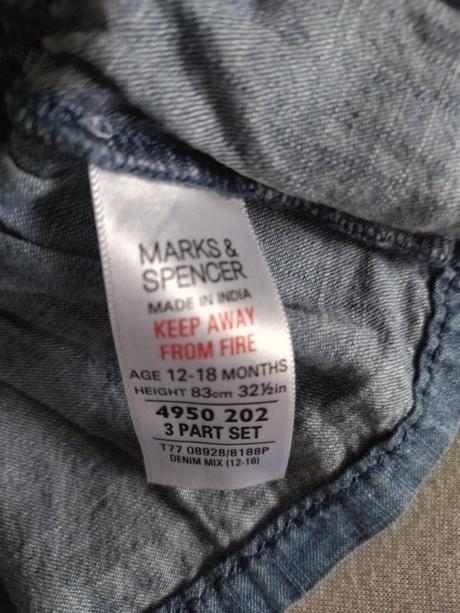 MARKS &
SPENCER
MADE IN INDIA
KEEP AWAY
FROM FIRE
AGE 12-18 MONTHS
HEIGHT 83cm 32½in
4950 202
3 PART SET
T77 08928/8188P
DENIM MIX (12-18)